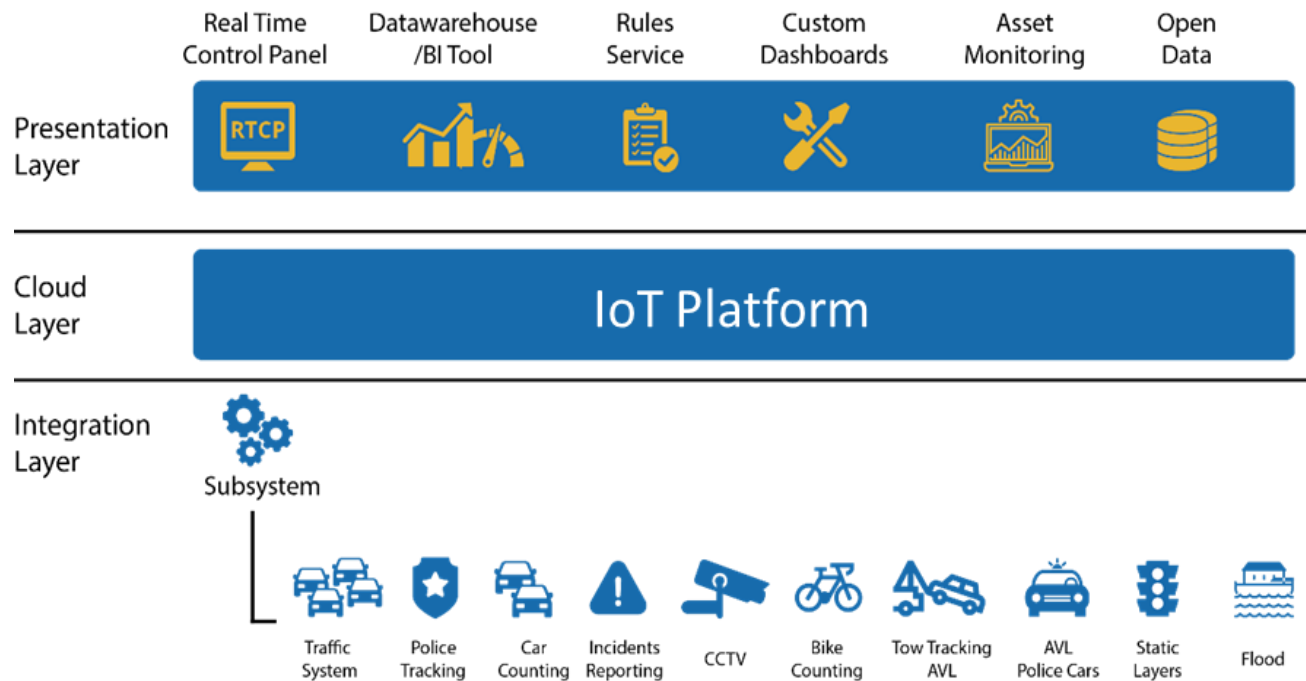 Real Time
Control Panel
Datawarehouse
/BI Tool
Rules
Service
Custom
Dashboards
Asset
Monitoring
Open
Data
Presentation
Layer
RTCP
Cloud
Layer
IoT Platform
Integration
Layer
Subsystem
Traffic
System
Police
Tracking
Car
Counting
Incidents
Reporting
CCTV
Bike
Counting
Tow Tracking
AVL
AVL
Police Cars
Static
Layers
Flood